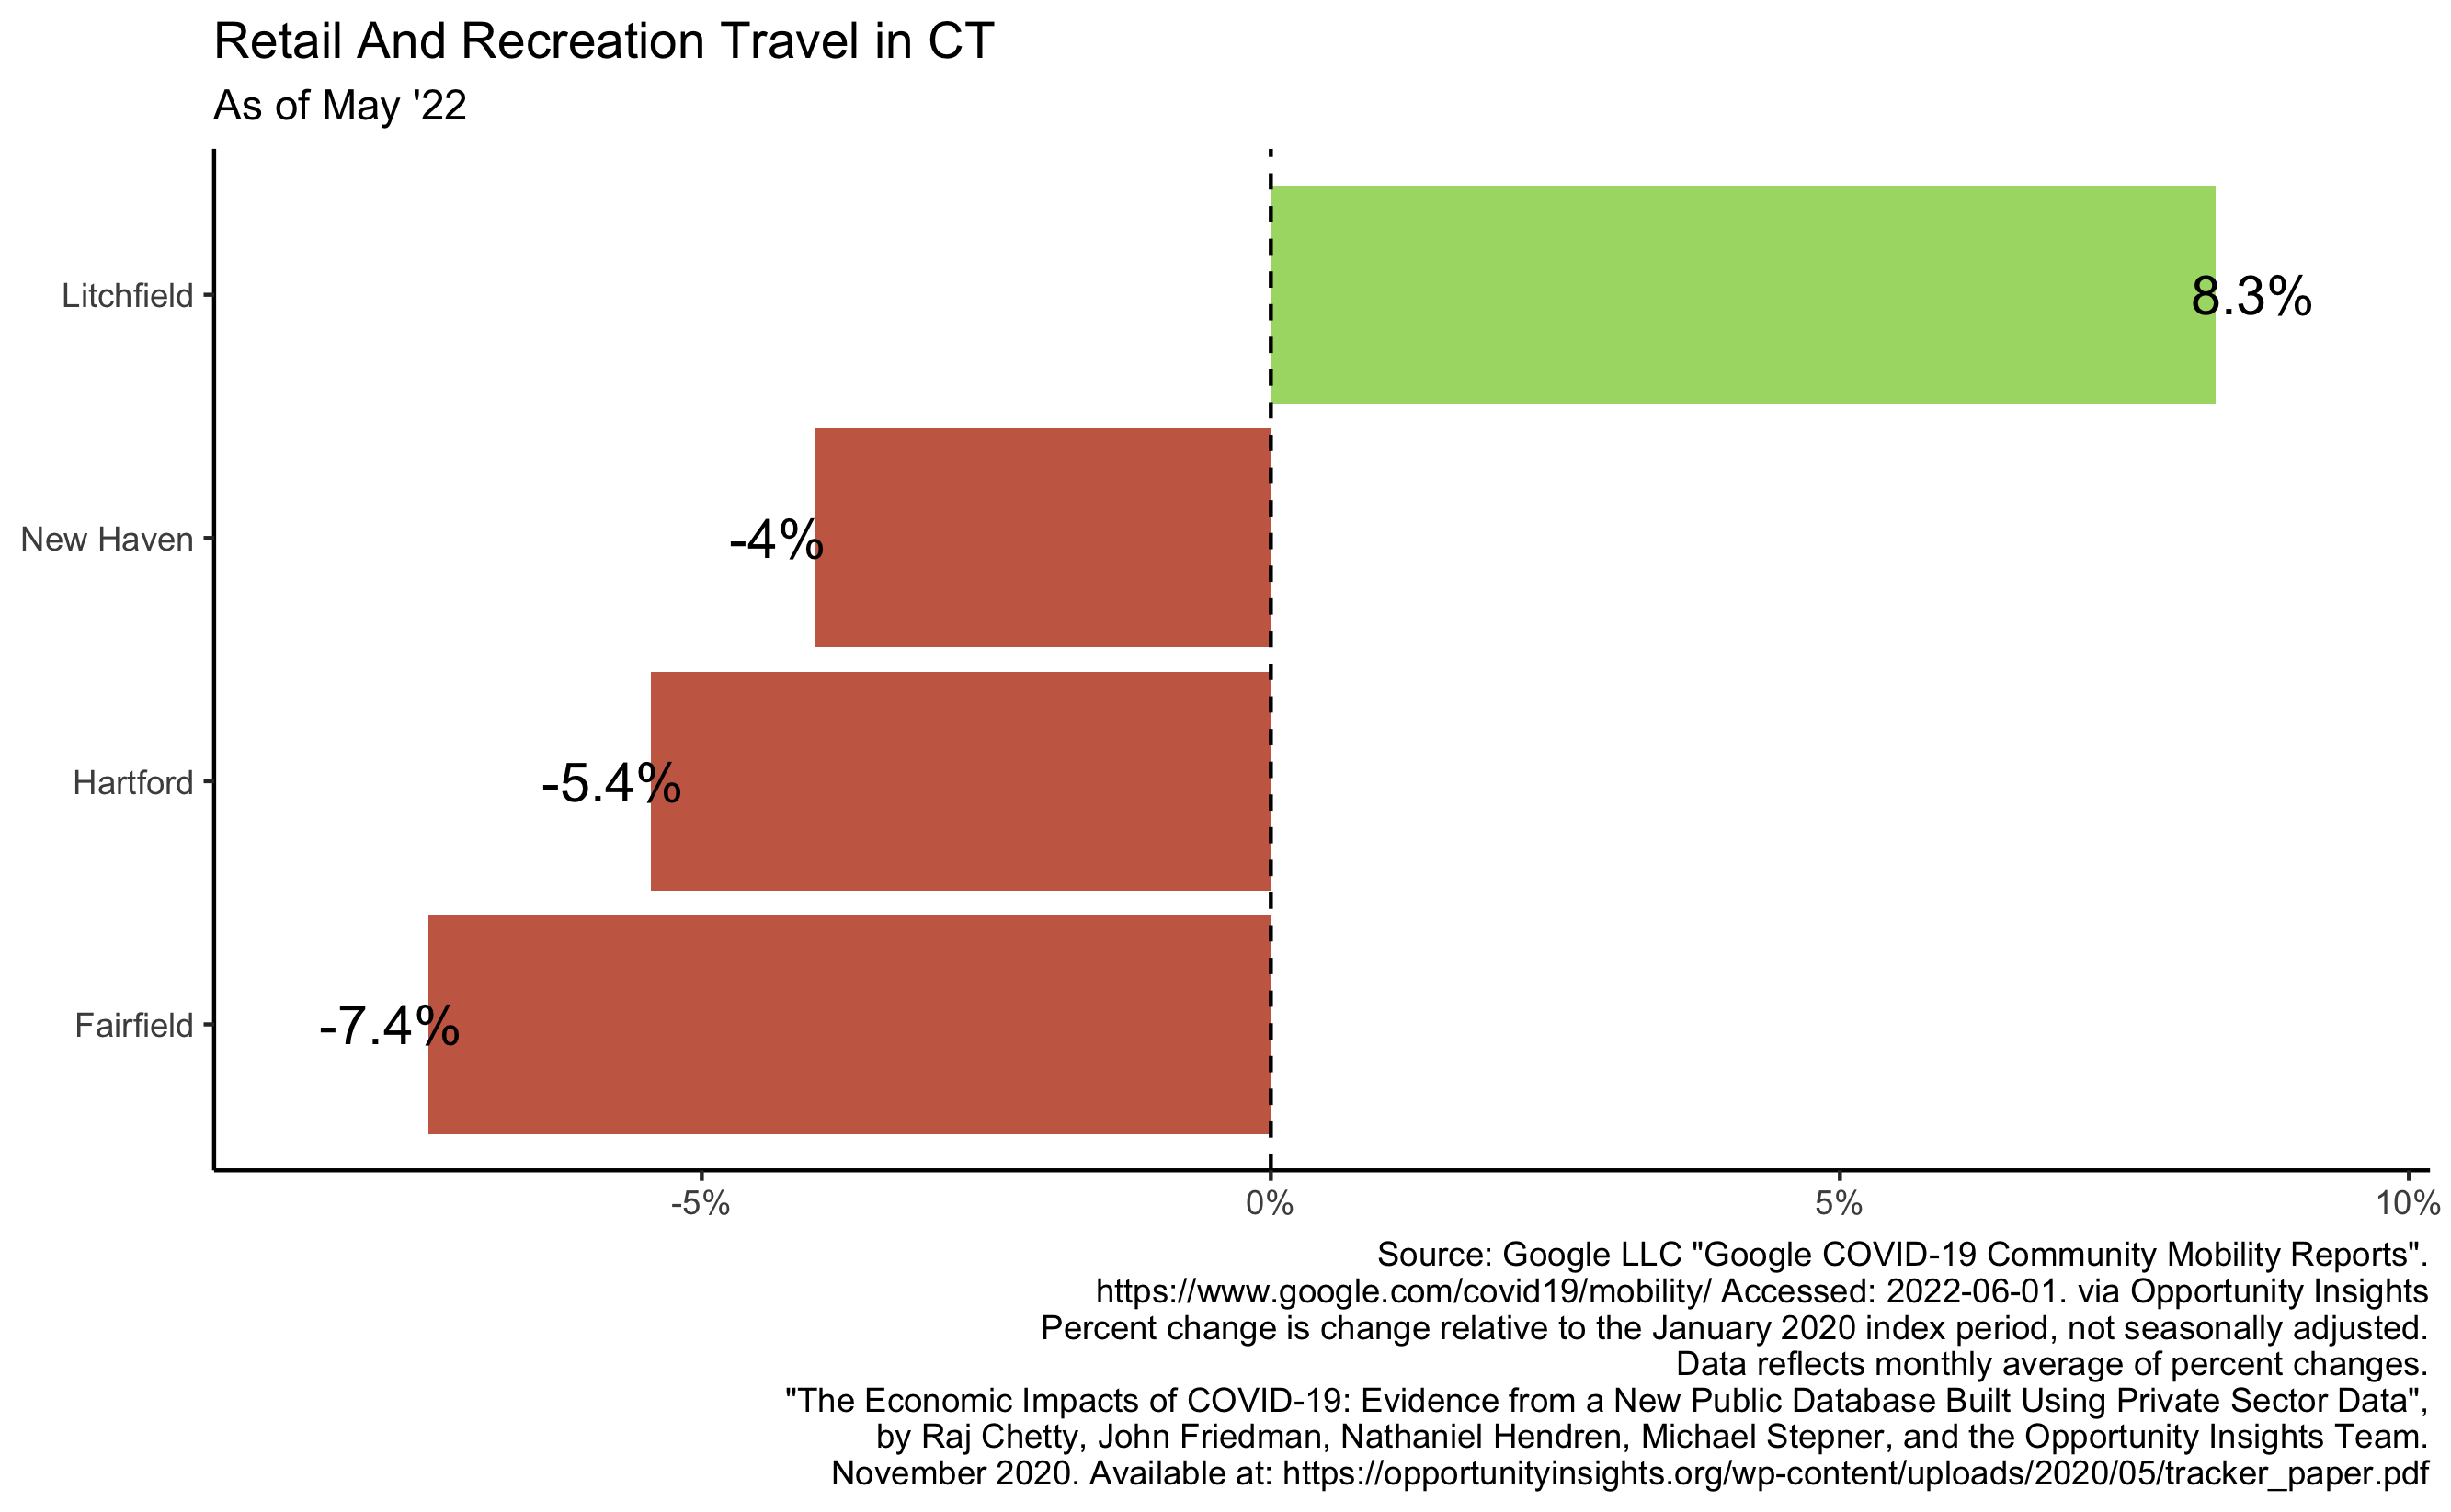 Retail And Recreation Travel in CT
As of May '22
Litchfield
8.3%
New Haven
-4%
Hartford
-5.4%
Fairfield
-7.4%
-5%
0%
5%
10%
Source: Google LLC "Google COVID-19 Community Mobility Reports".
https://www.google.com/covid19/mobility/ Accessed: 2022-06-01. via Opportunity Insights
Percent change is change relative to the January 2020 index period, not seasonally adjusted.
Data reflects monthly average of percent changes.
"The Economic Impacts of COVID-19: Evidence from a New Public Database Built Using Private Sector Data",
by Raj Chetty, John Friedman, Nathaniel Hendren, Michael Stepner, and the Opportunity Insights Team.
November 2020. Available at: https://opportunityinsights.org/wp-content/uploads/2020/05/tracker_paper.pdf